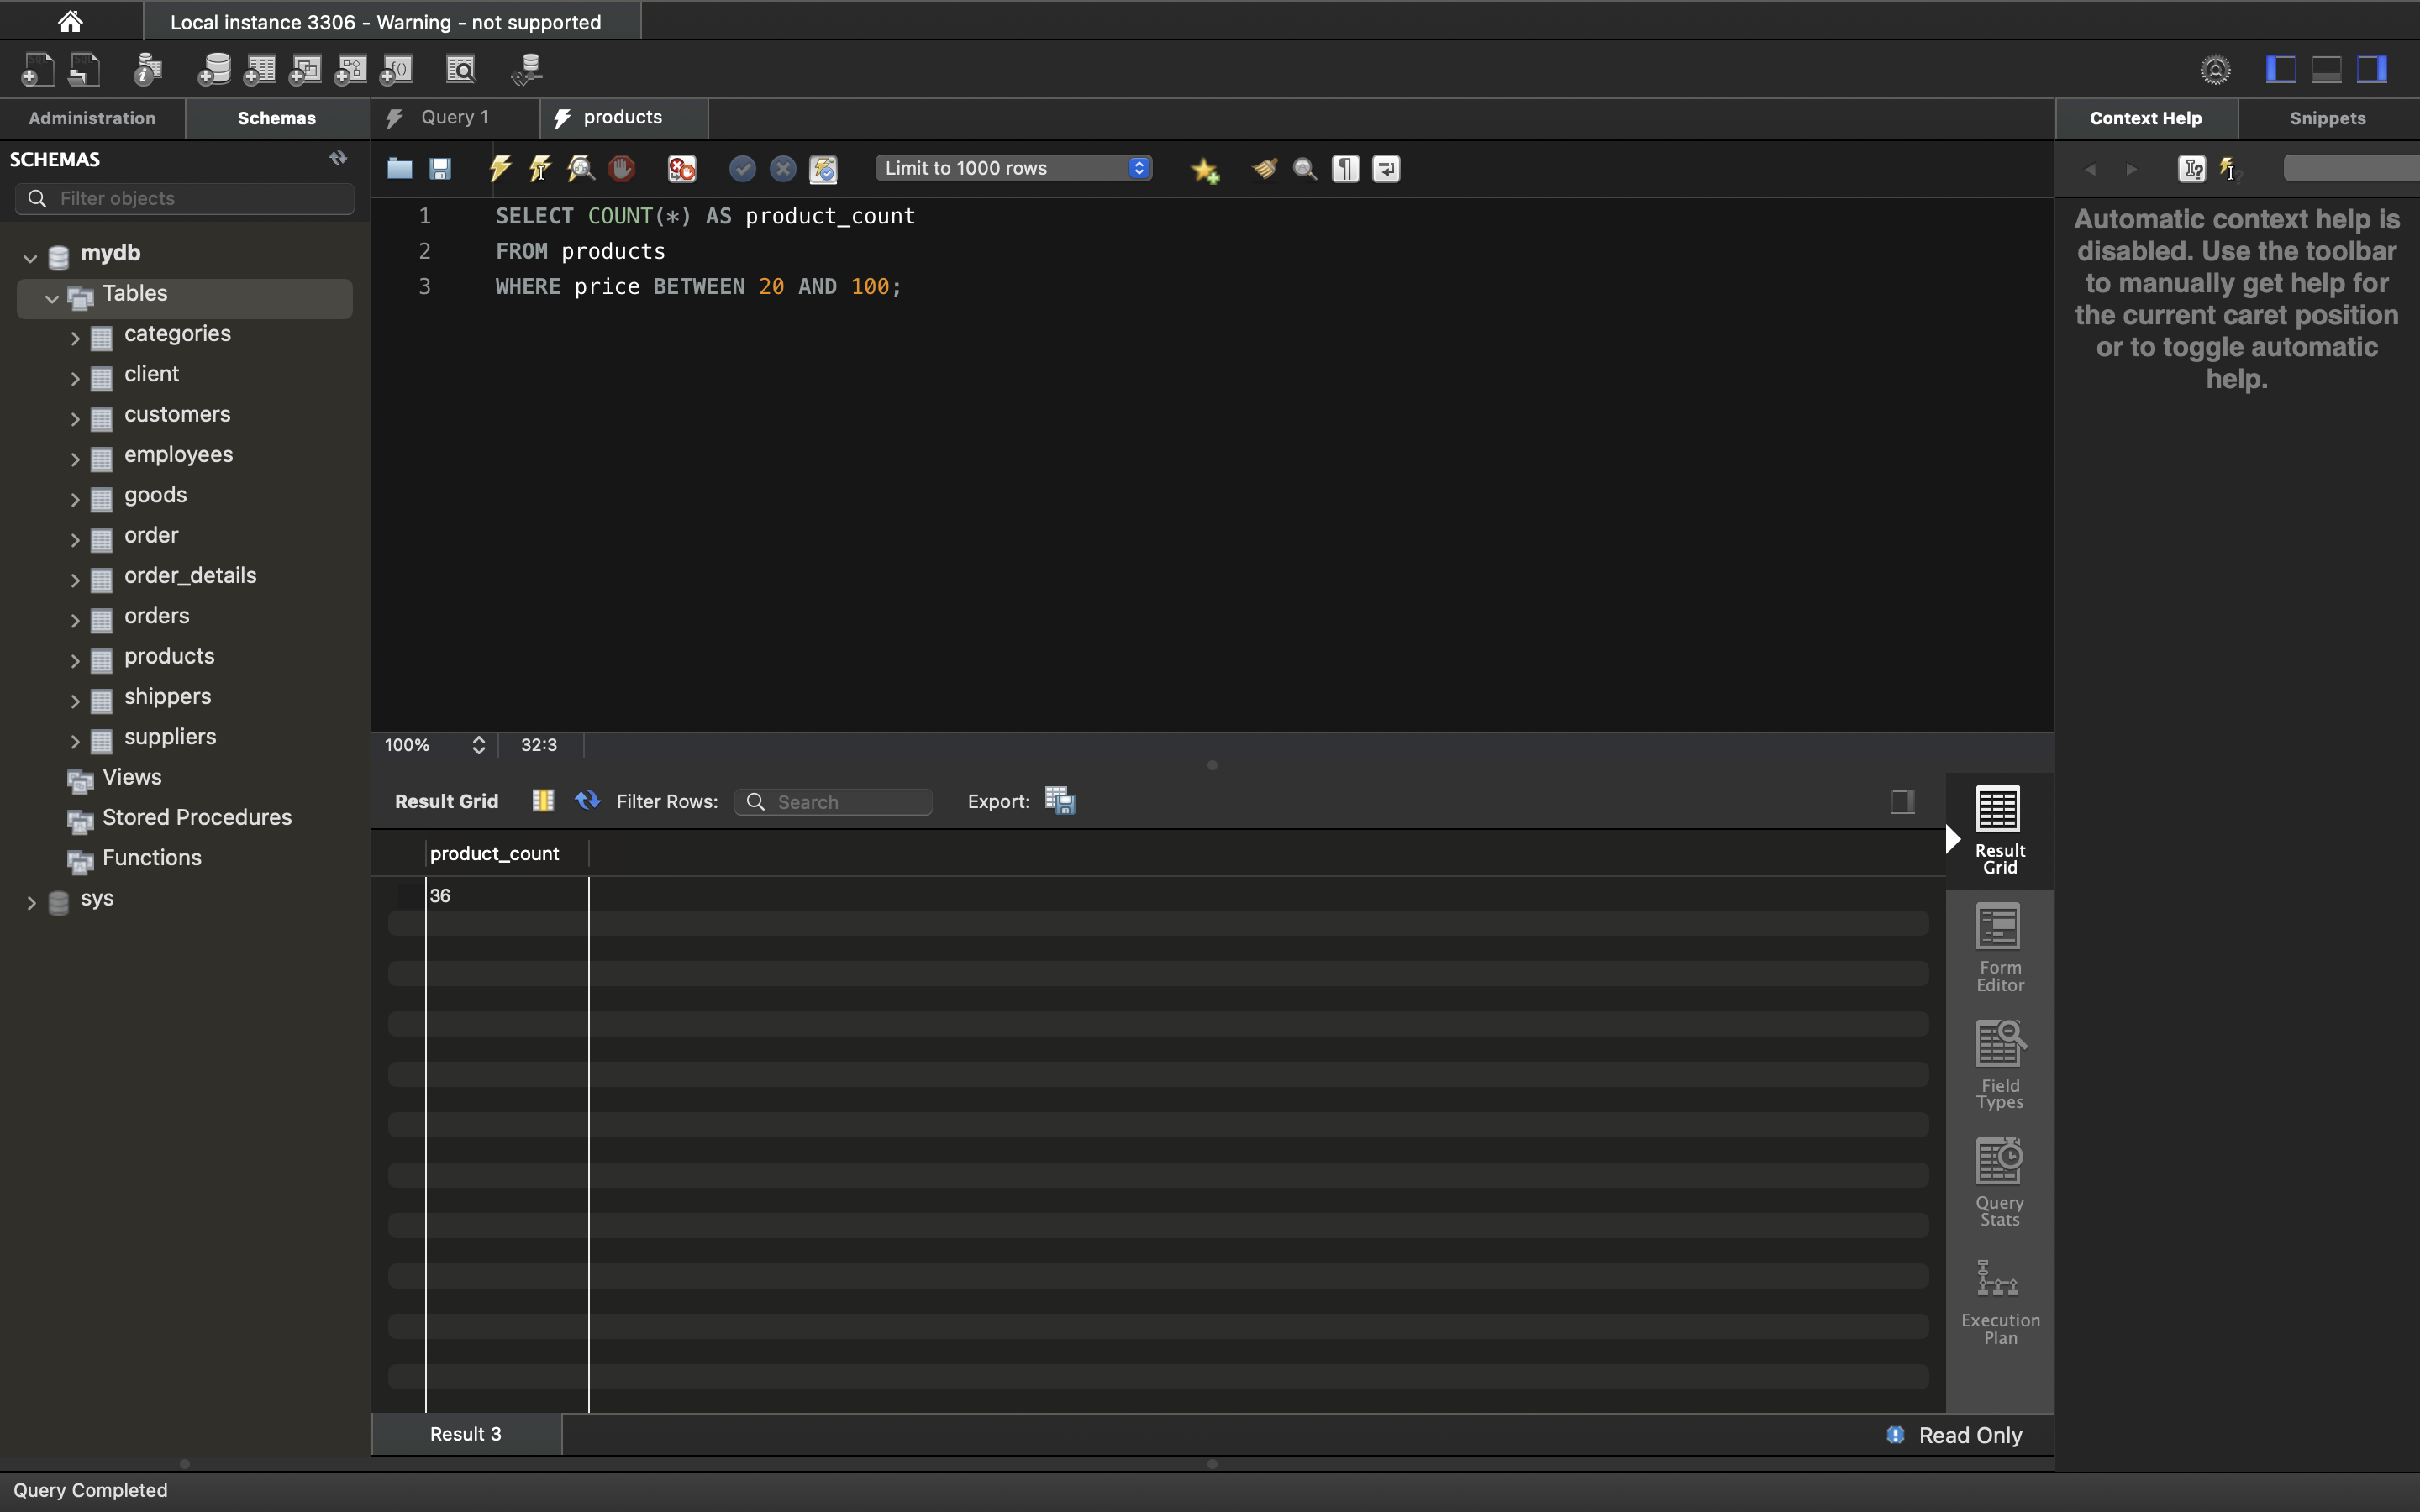 Local instance 3306 - Warning - not supported
Administration
Schemas
Query 1
products
Context Help
Snippets
SCHEMAS
Filter objects
Limit to 1000 rows
mydb
Tables
categories
client
customers
employees
goods
order
order_details
orders
products
shippers
suppliers
Views
Stored Procedures
Functions
sys
1 SELECT COUNT(*) AS product_count
2 FROM products
3 WHERE price BETWEEN 20 AND 100;
Automatic context help is
disabled. Use the toolbar
to manually get help for
the current caret position
or to toggle automatic
help.
100% 32:3
Result Grid
Filter Rows:
Search
Export:
product_count
36
Result
Grid
Form
Editor
Field
Types
Query
Stats
Execution
Plan
Result 3
Read Only
Query Completed